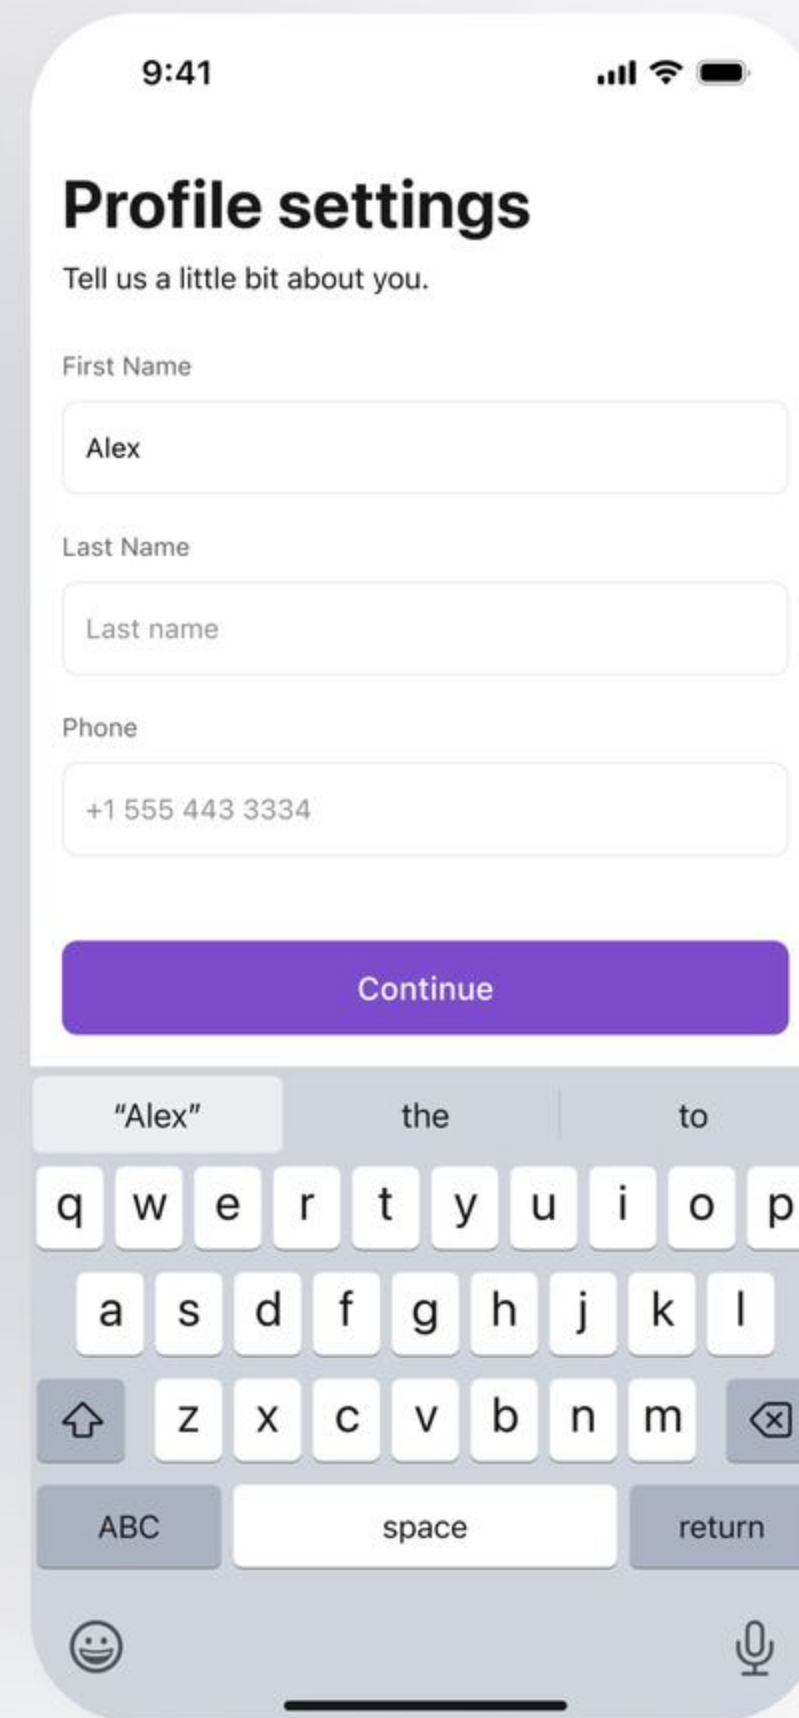 9:41
Profile settings
Tell us a little bit about you.
First Name
Alex
Last Name
Last name
Phone
+1 555 443 3334
Continue
“Alex” the to
q w e r t y u i o p
a s d f g h j k l
z x c v b n m
ABC space return